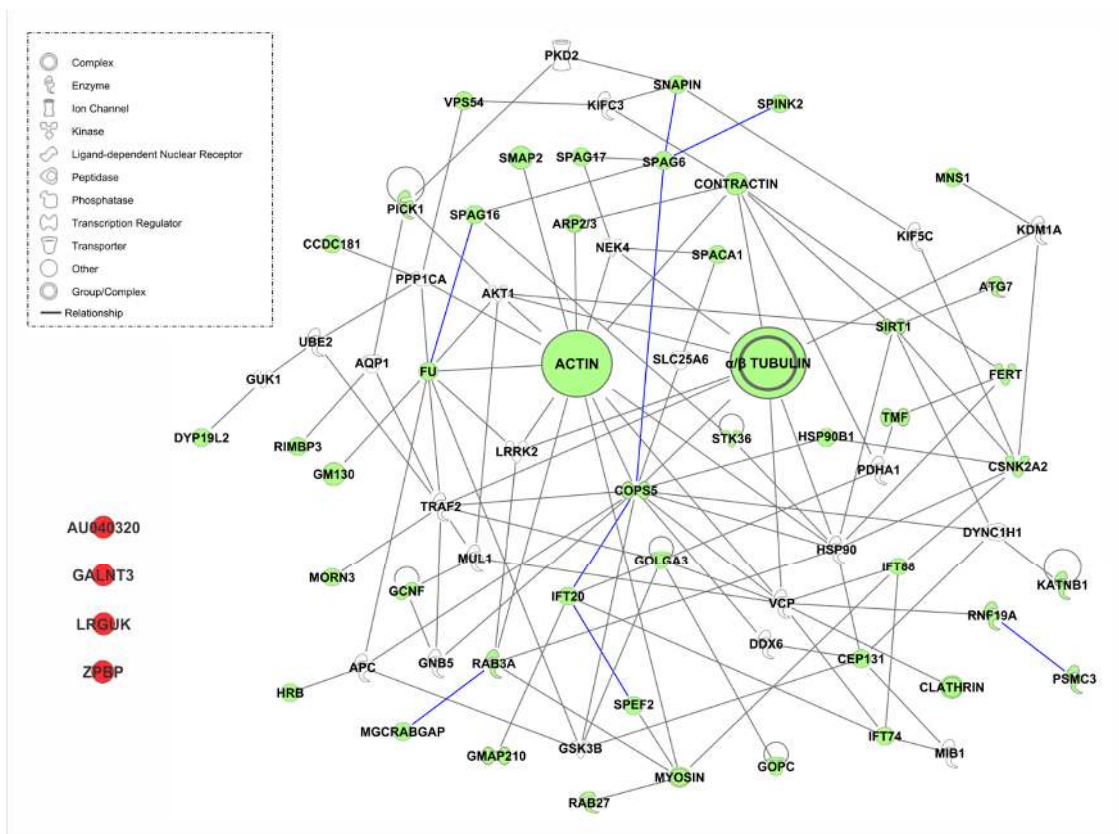 Complex
Enzyme
Ion Channel
Kinase
Ligand-dependent Nuclear Receptor
Peptidase
Phosphatase
Transcription Regulator
Transporter
Other
Group/Complex
Relationship
PKD2
SNAPIN
VPS54
KIFC3
SPINK2
SMAP2
SPAG17
SPAG6
CONTRACTIN
MNS1
PICK1
SPAG16
ARP2/3
NEK4
KIF5C
KDM1A
CCDC181
SPACA1
PPP1CA
AKT1
ATG7
SIRT1
UBE2
AQP1
FU
ACTIN
SLC25A6
α/β TUBULIN
GUK1
FERT
TMF
DYP19L2
RIMBP3
STK36
HSP90B1
GM130
LRRK2
PDHA1
CSNK2A2
COPS5
TRAF2
AU040320
DYNC1H1
HSP90
MUL1
GOLGA3
IFT88
GALNT3
MORN3
GCNF
KATNB1
IFT20
VCP
RNF19A
LRGUK
DDX6
APC
GNB5
RAB3A
CEP131
ZPBP
PSMC3
CLATHRIN
HRB
SPEF2
MGCRABGAP
IFT74
GMAP210
GSK3B
MIB1
GOPC
MYOSIN
RAB27